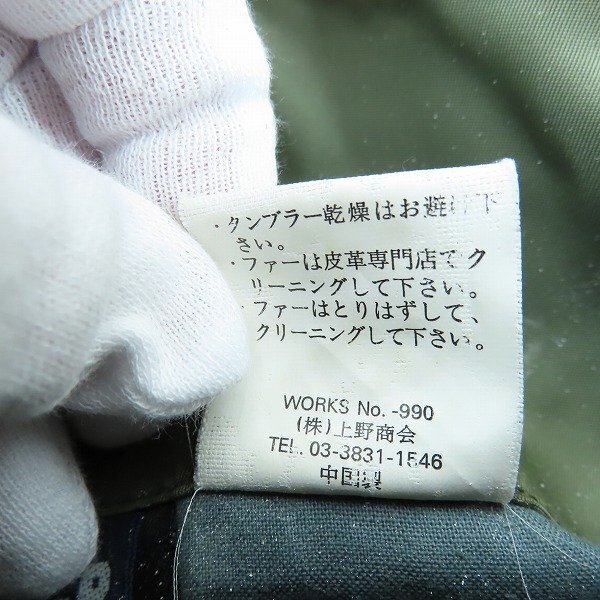 ・タンブラー乾燥はお避け下
さい。
・ファーは皮革専門店でク
リーニングして下さい。
・ファーはとりはずして、
クリーニングして下さい。
WORKS No. -990
(株)上野商会
TEL. 03-3831-1546
中国製